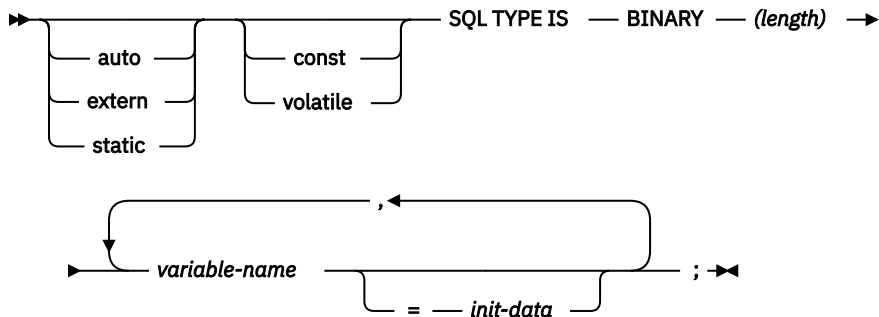 SQL TYPE IS BINARY (length)
auto const
extern volatile
static
,
variable-name ;
= init-data